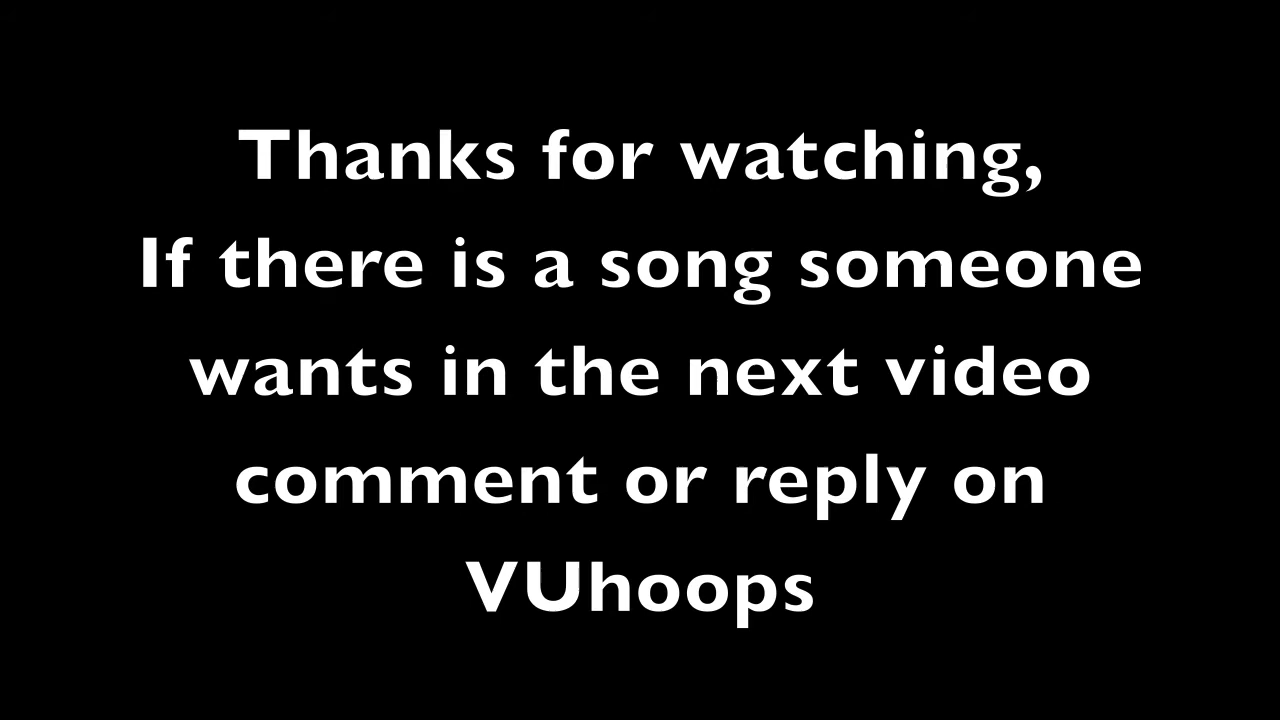 Thanks for watching,
If there is a song someone
wants in the next video
comment or reply on
VUhoops